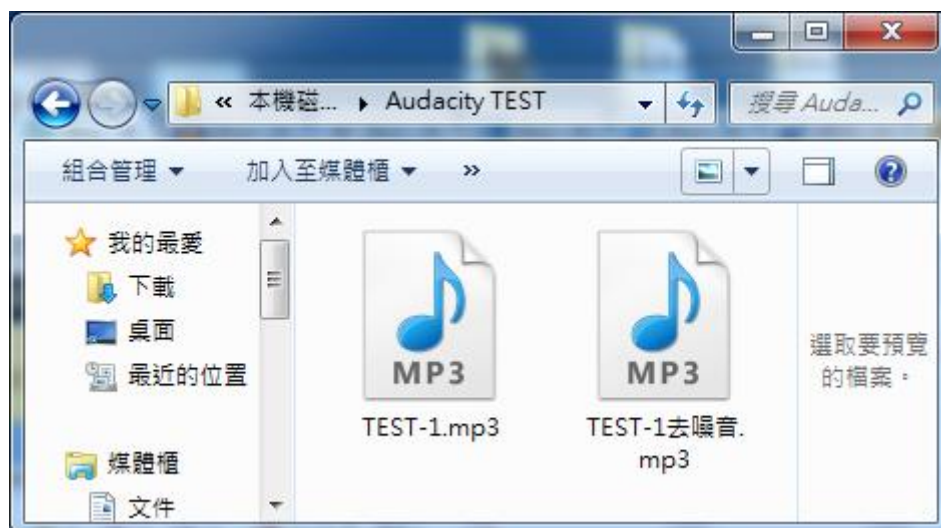 « 本機磁... ▸ Audacity TEST
搜尋 Auda...
組合管理 加入至媒體櫃 »
我的最愛
下載
桌面
最近的位置
媒體櫃
文件
MP3
TEST-1.mp3
MP3
TEST-1去噪音.
mp3
選取要預覽
的檔案。